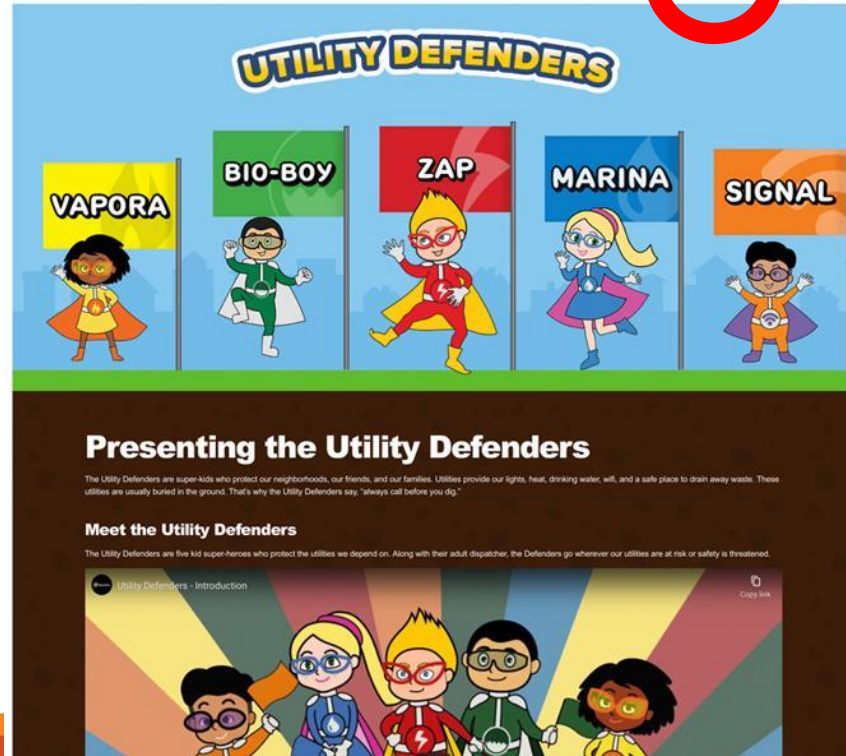 UTILITY DEFENDERS
VAPORA
BIO-BOY
ZAP
MARINA
SIGNAL
Presenting the Utility Defenders
The Utility Defenders are super-kids who protect our neighborhoods, our friends, and our families. Utilities provide our lights, heat, drinking water, wifi, and a safe place to drain away waste. These
utilities are usually buried in the ground. That's why the Utility Defenders say, "always call before you dig."
Meet the Utility Defenders
The Utility Defenders are five kid super-heroes who protect the utilities we depend on. Along with their adult dispatcher, the Defenders go wherever our utilities are at risk or safety is threatened.
Utility Defenders - Introduction
Copy link